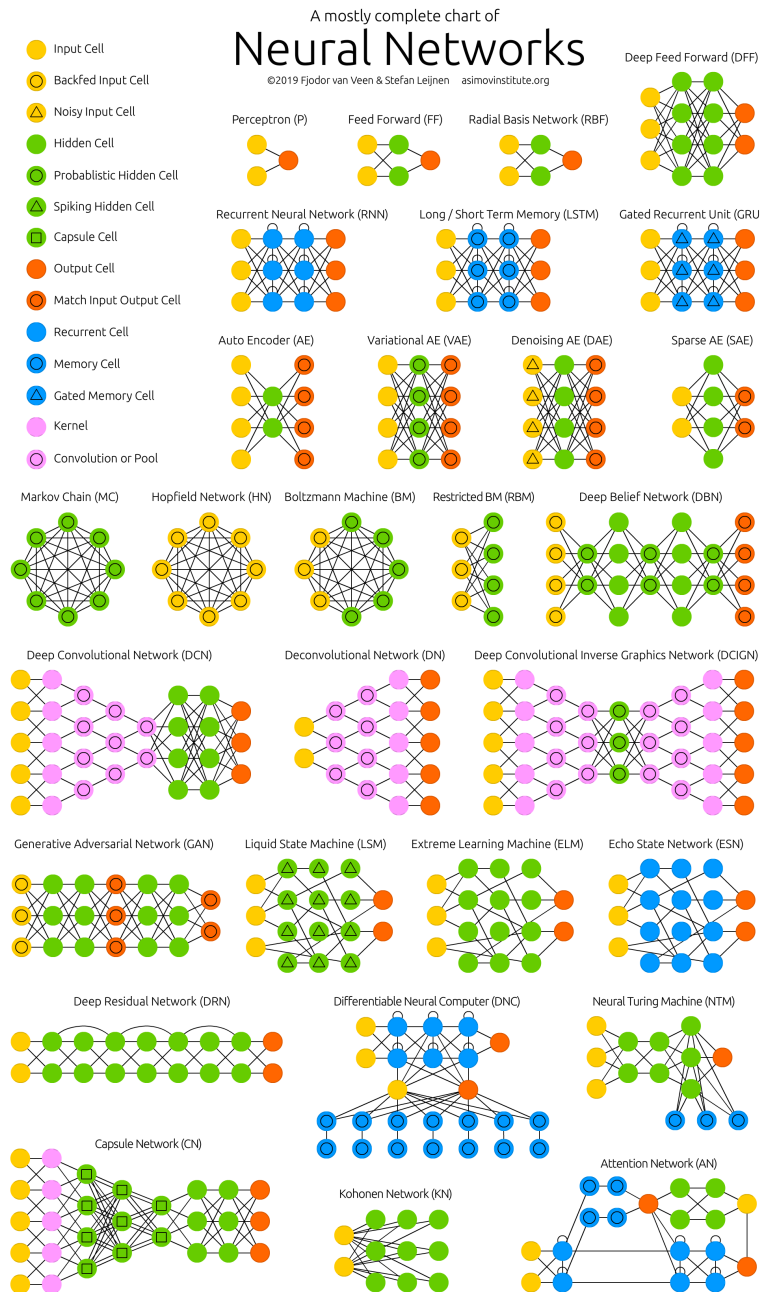 A mostly complete chart of
Neural Networks
©2019 Fjodor van Veen & Stefan Leijnen asimovinstitute.org
Input Cell
Backfed Input Cell
Noisy Input Cell
Hidden Cell
Probablistic Hidden Cell
Spiking Hidden Cell
Capsule Cell
Output Cell
Match Input Output Cell
Recurrent Cell
Memory Cell
Gated Memory Cell
Kernel
Convolution or Pool
Deep Feed Forward (DFF)
Perceptron (P)
Feed Forward (FF)
Radial Basis Network (RBF)
Recurrent Neural Network (RNN)
Long / Short Term Memory (LSTM)
Gated Recurrent Unit (GRU
Auto Encoder (AE)
Variational AE (VAE)
Denoising AE (DAE)
Sparse AE (SAE)
Markov Chain (MC)
Hopfield Network (HN)
Boltzmann Machine (BM)
Restricted BM (RBM)
Deep Belief Network (DBN)
Deep Convolutional Network (DCN)
Deconvolutional Network (DN)
Deep Convolutional Inverse Graphics Network (DCIGN)
Generative Adversarial Network (GAN)
Liquid State Machine (LSM)
Extreme Learning Machine (ELM)
Echo State Network (ESN)
Deep Residual Network (DRN)
Differentiable Neural Computer (DNC)
Neural Turing Machine (NTM)
Capsule Network (CN)
Kohonen Network (KN)
Attention Network (AN)